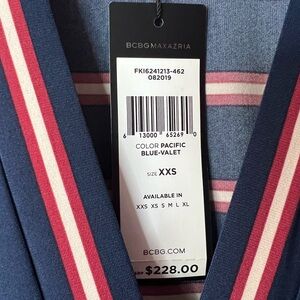 BCBGMAXAZRIA
FKI6241213-462
082019
6 13000 65269 0
COLOR PACIFIC
BLUE-VALET
SIZE XXS
AVAILABLE IN
XXS XS S M L XL
BCBG.COM
$228.00